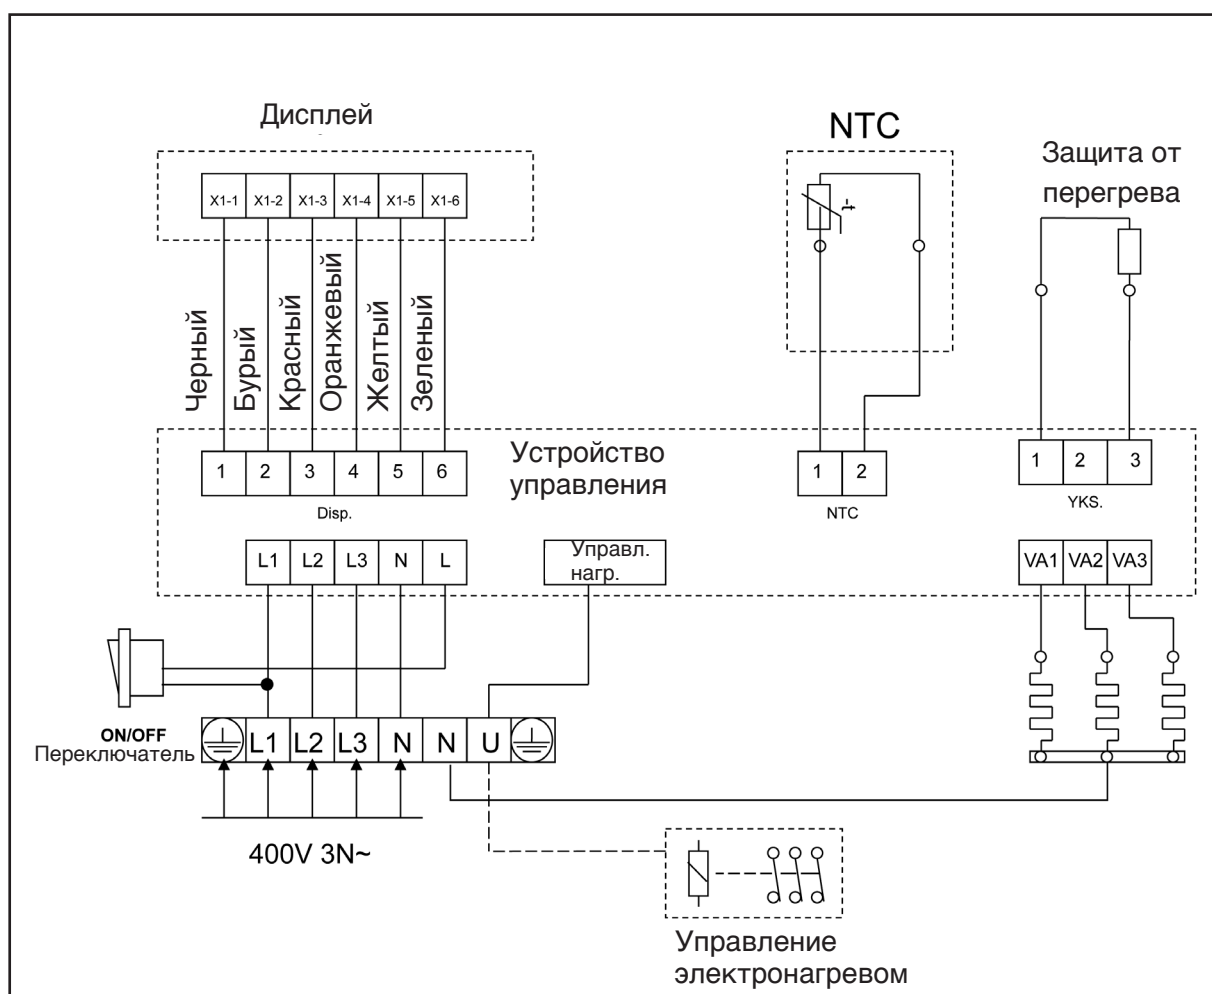 Дисплей
NTC
Защита от
перегрева
X1-1 X1-2 X1-3 X1-4 X1-5 X1-6
-t
Черный
Бурый
Красный
Оранжевый
Желтый
Зеленый
Устройство
управления
1 2 3 4 5 6
Disp.
1 2
NTC
1 2 3
YKS.
L1 L2 L3 N L
Управл.
нагр.
VA1 VA2 VA3
ON/OFF
Переключатель
L1 L2 L3 N N U
400V 3N~
Управление
электронагревом